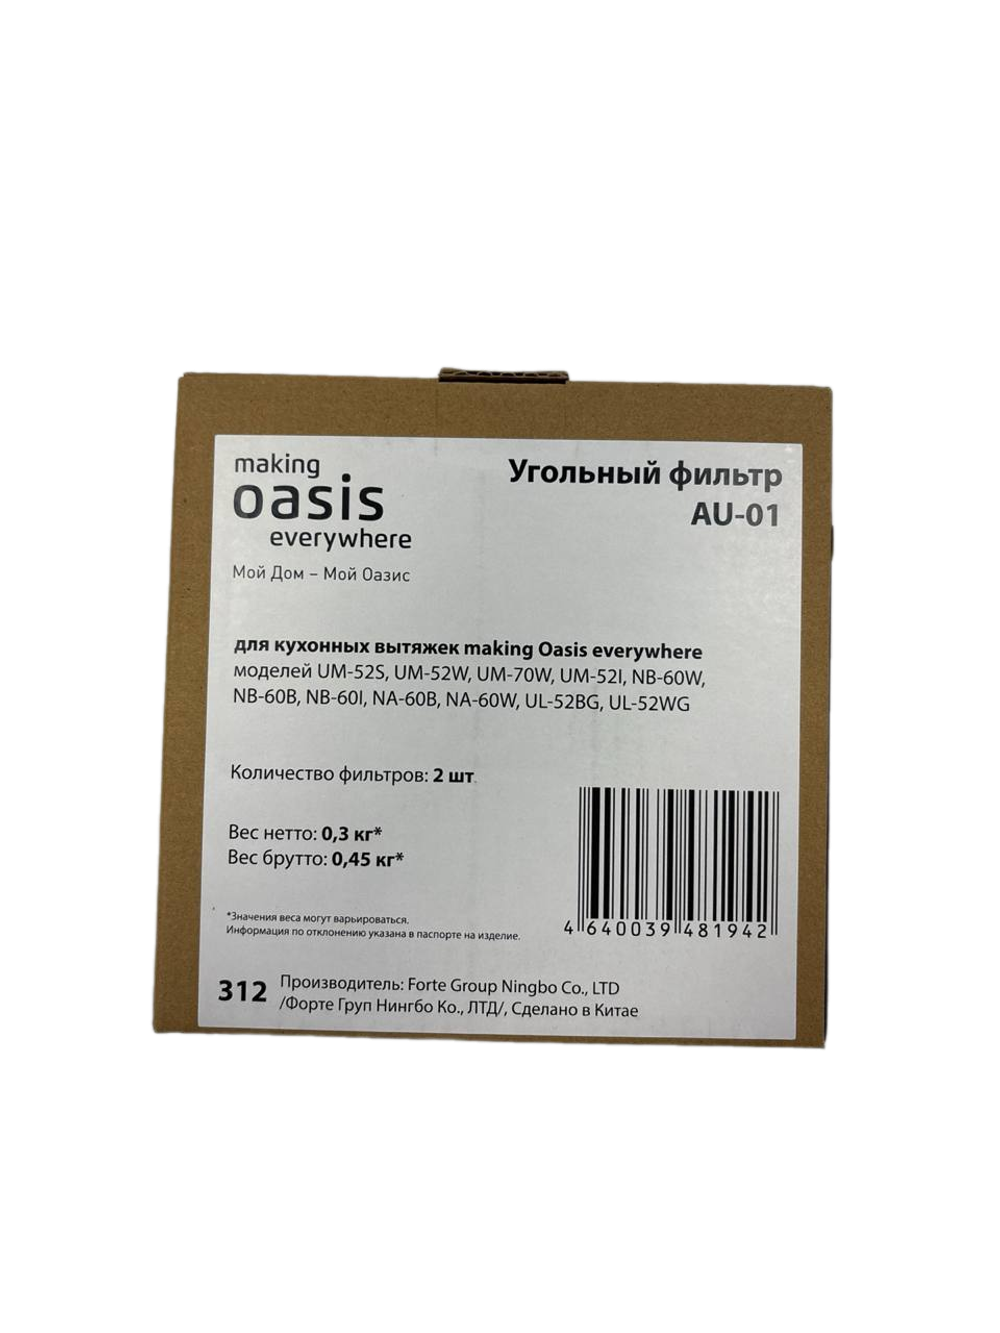 making
oasis
everywhere
Мой Дом – Мой Оазис
Угольный фильтр
AU-01
для кухонных вытяжек making Oasis everywhere
моделей UM-52S, UM-52W, UM-70W, UM-52I, NB-60W,
NB-60B, NB-60I, NA-60B, NA-60W, UL-52BG, UL-52WG
Количество фильтров: 2 шт.
Вес нетто: 0,3 кг*
Вес брутто: 0,45 кг*
*Значения веса могут варьироваться.
Информация по отклонению указана в паспорте на изделие.
4 640039 481942
312
Производитель: Forte Group Ningbo Co., LTD
/Форте Груп Нингбо Ко., ЛТД/, Сделано в Китае